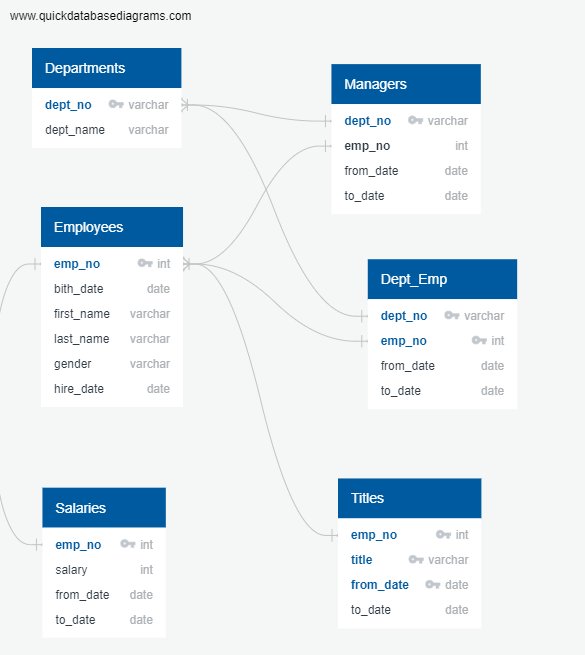 www.quickdatabasediagrams.com
Departments
dept_no varchar
dept_name varchar
Managers
dept_no varchar
emp_no int
from_date date
to_date date
Employees
emp_no int
bith_date date
first_name varchar
last_name varchar
gender varchar
hire_date date
Dept_Emp
dept_no varchar
emp_no int
from_date date
to_date date
Salaries
emp_no int
salary int
from_date date
to_date date
Titles
emp_no int
title varchar
from_date date
to_date date